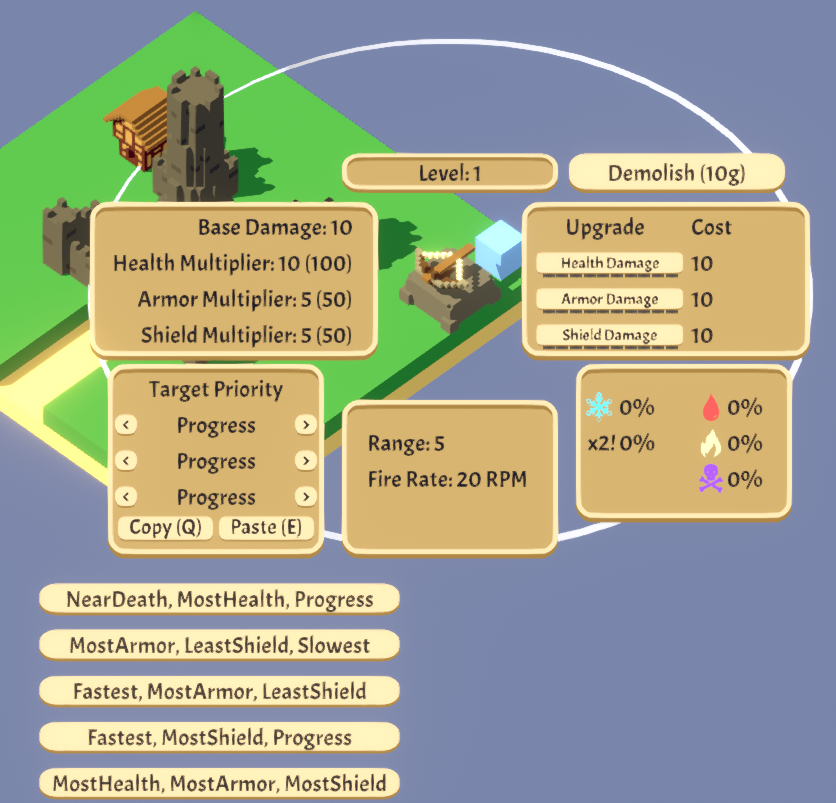 Level: 1
Demolish (10g)
Base Damage: 10
Health Multiplier: 10 (100)
Armor Multiplier: 5 (50)
Shield Multiplier: 5 (50)
Upgrade Cost
Health Damage 10
Armor Damage 10
Shield Damage 10
Target Priority
< Progress >
< Progress >
< Progress >
Copy (Q) Paste (E)
Range: 5
Fire Rate: 20 RPM
0% 0%
x2! 0% 0%
0%
NearDeath, MostHealth, Progress
MostArmor, LeastShield, Slowest
Fastest, MostArmor, LeastShield
Fastest, MostShield, Progress
MostHealth, MostArmor, MostShield